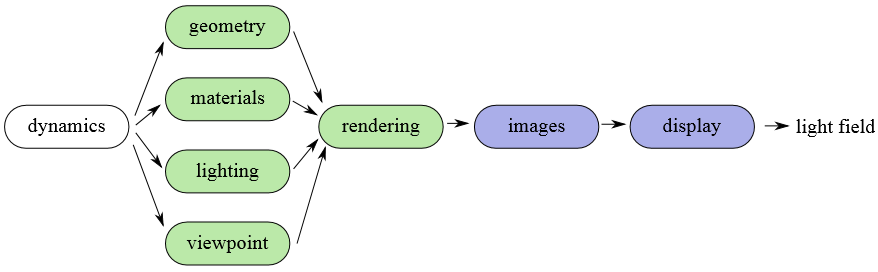 geometry
materials
dynamics
rendering
images
display
light field
lighting
viewpoint